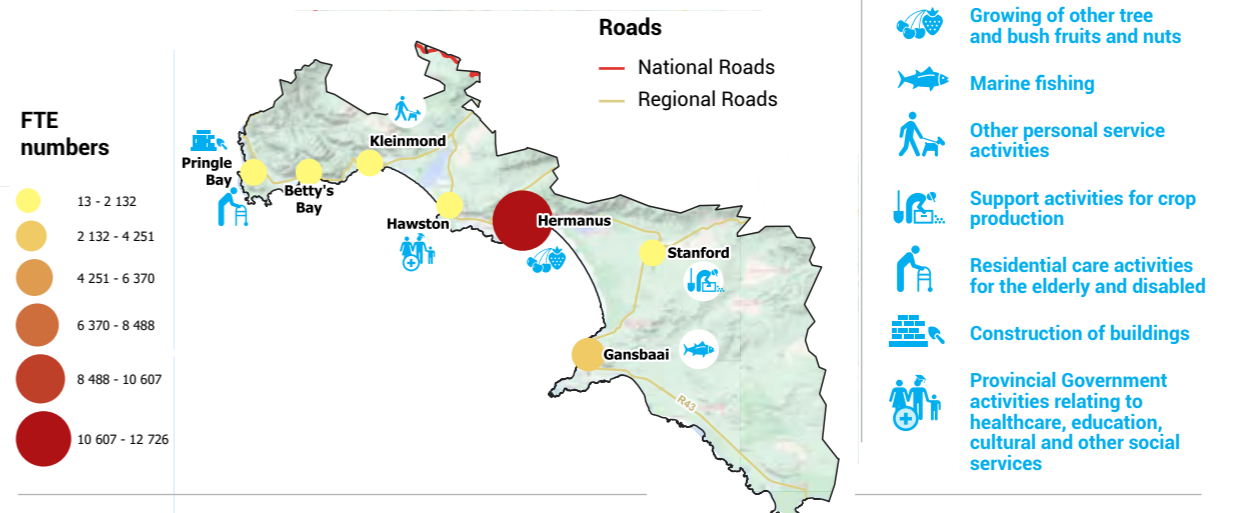 Roads
National Roads
Regional Roads
FTE
numbers
13 - 2 132
2 132 - 4 251
4 251 - 6 370
6 370 - 8 488
8 488 - 10 607
10 607 - 12 726
Pringle
Bay
Betty's
Bay
Kleinmond
Hawston
Hermanus
Stanford
Gansbaai
R43
Growing of other tree
and bush fruits and nuts
Marine fishing
Other personal service
activities
Support activities for crop
production
Residential care activities
for the elderly and disabled
Construction of buildings
Provincial Government
activities relating to
healthcare, education,
cultural and other social
services